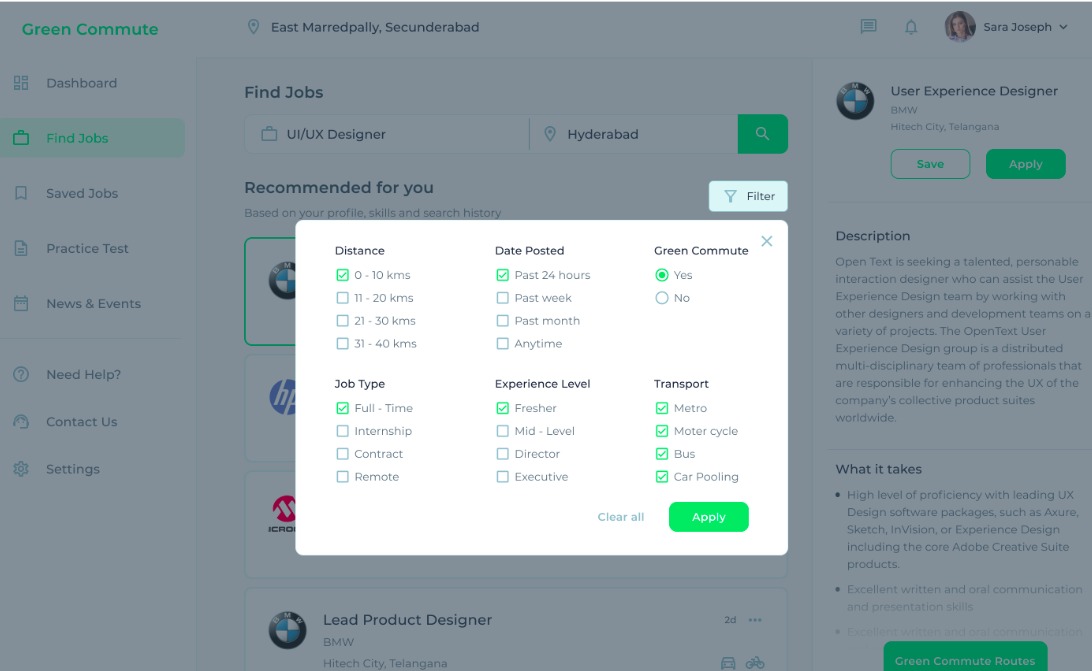 Green Commute
East Marredpally, Secunderabad
Sara Joseph
Dashboard
Find Jobs
Saved Jobs
Practice Test
News & Events
Need Help?
Contact Us
Settings
Find Jobs
UI/UX Designer
Hyderabad
Recommended for you
Based on your profile, skills and search history
Filter
Distance
0 - 10 kms
11 - 20 kms
21 - 30 kms
31 - 40 kms
Date Posted
Past 24 hours
Past week
Past month
Anytime
Green Commute
Yes
No
Job Type
Full - Time
Internship
Contract
Remote
Experience Level
Fresher
Mid - Level
Director
Executive
Transport
Metro
Moter cycle
Bus
Car Pooling
Clear all
Apply
BMW
hp
Lead Product Designer
2d
BMW
Hitech City, Telangana
BMW
User Experience Designer
BMW
Hitech City, Telangana
Save
Apply
Description
Open Text is seeking a talented, personable
interaction designer who can assist the User
Experience Design team by working with
other designers and development teams on a
variety of projects. The OpenText User
Experience Design group is a distributed
multi-disciplinary team of professionals that
are responsible for enhancing the UX of the
company's collective product suites
worldwide.
What it takes
High level of proficiency with leading UX
Design software packages, such as Axure,
Sketch, InVision, or Experience Design
including the core Adobe Creative Suite
products.
Excellent written and oral communication
and presentation skills
Excellent written and oral communication
Green Commute Routes